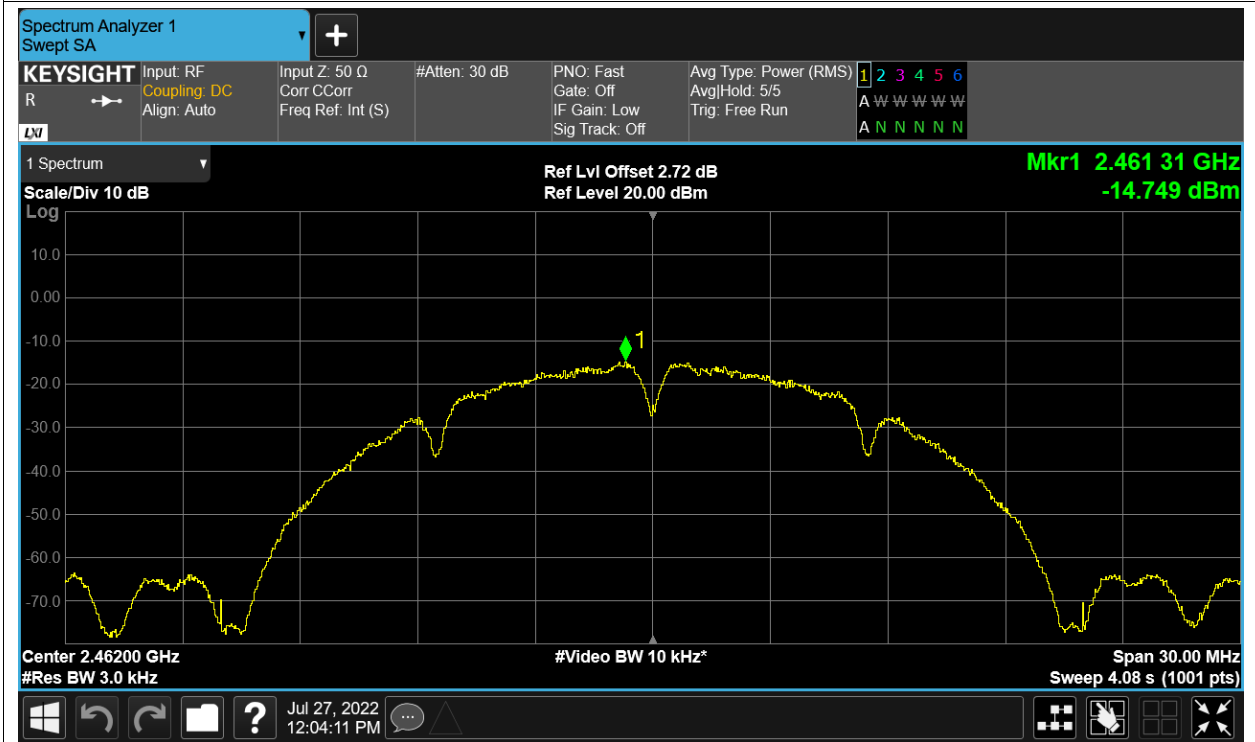 Spectrum Analyzer 1
Swept SA
+
KEYSIGHT
R
LXI
Input: RF
Coupling: DC
Align: Auto
Input Z: 50 Ω
Corr CCorr
Freq Ref: Int (S)
#Atten: 30 dB
PNO: Fast
Gate: Off
IF Gain: Low
Sig Track: Off
Avg Type: Power (RMS)
Avg|Hold: 5/5
Trig: Free Run
1 2 3 4 5 6
A W W W W W
A N N N N N
1 Spectrum
Scale/Div 10 dB
Log
Ref Lvl Offset 2.72 dB
Ref Level 20.00 dBm
Mkr1 2.461 31 GHz
-14.749 dBm
10.0
0.00
-10.0
-20.0
-30.0
-40.0
-50.0
-60.0
-70.0
1
Center 2.46200 GHz
#Res BW 3.0 kHz
#Video BW 10 kHz*
Span 30.00 MHz
Sweep 4.08 s (1001 pts)
?
Jul 27, 2022
12:04:11 PM